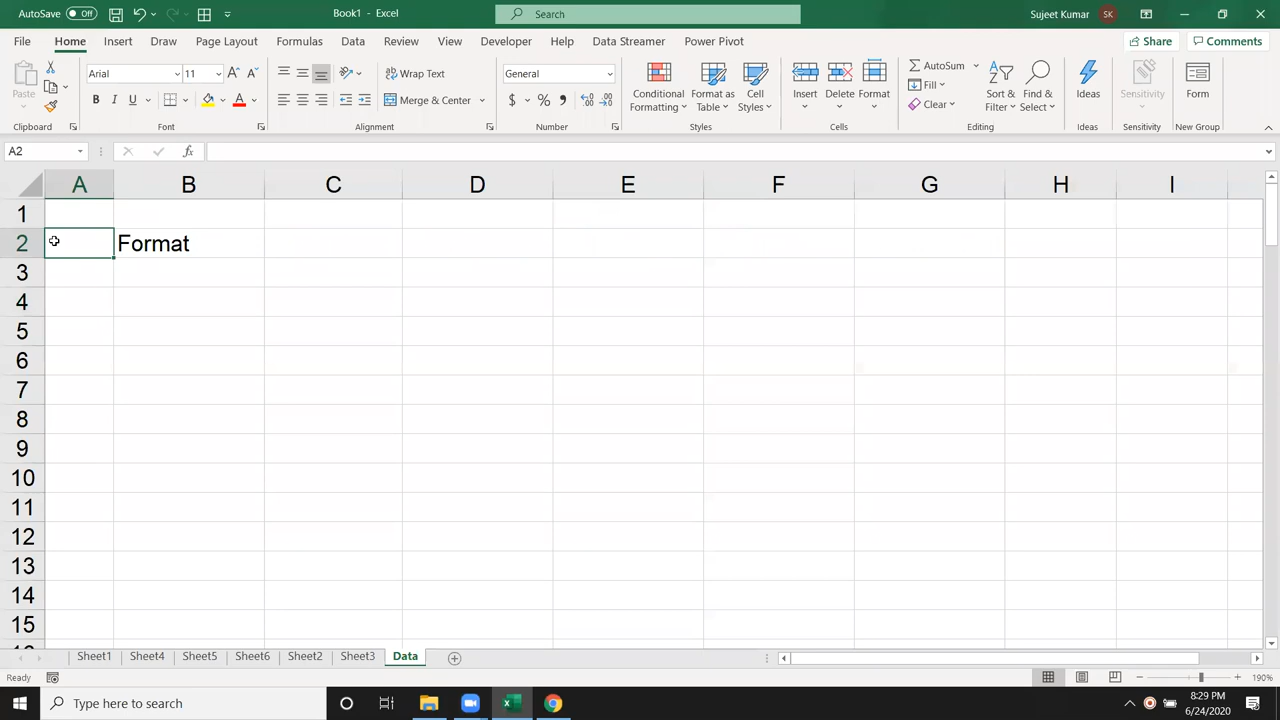 AutoSave Off Book1 - Excel Search Sujeet Kumar SK
File Home Insert Draw Page Layout Formulas Data Review View Developer Help Data Streamer Power Pivot Share Comments
Paste Arial 11 Wrap Text General Conditional Formatting Format as Table Cell Styles Insert Delete Format AutoSum Fill Clear Sort & Filter Find & Select Ideas Sensitivity Form
B I U A Merge & Center $ % ,
Clipboard Font Alignment Number Styles Cells Editing Ideas Sensitivity New Group
A2 fx
A B C D E F G H I
1
2 Format
3
4
5
6
7
8
9
10
11
12
13
14
15
Sheet1 Sheet4 Sheet5 Sheet6 Sheet2 Sheet3 Data
Ready 190%
Type here to search 8:29 PM
6/24/2020